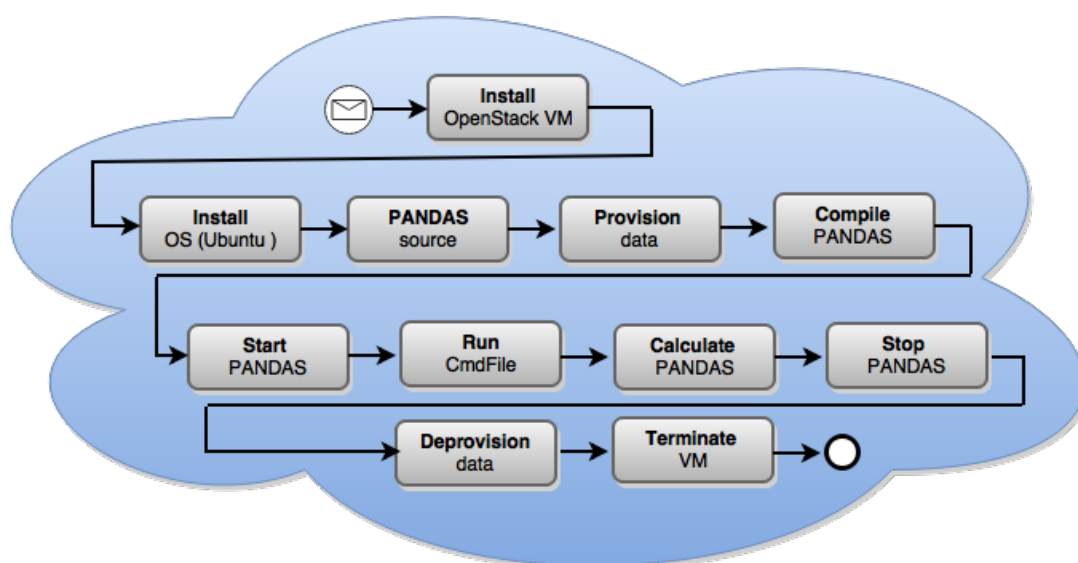 Install
OpenStack VM
Install
OS (Ubuntu )
PANDAS
source
Provision
data
Compile
PANDAS
Start
PANDAS
Run
CmdFile
Calculate
PANDAS
Stop
PANDAS
Deprovision
data
Terminate
VM